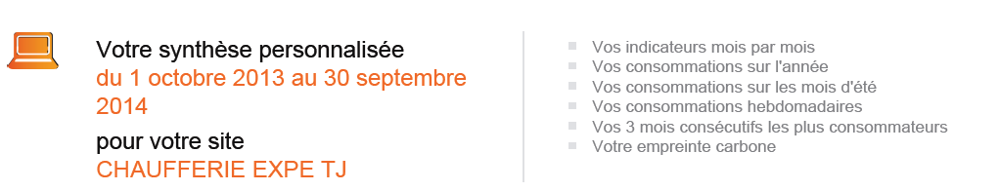 Votre synthèse personnalisée
du 1 octobre 2013 au 30 septembre
2014
pour votre site
CHAUFFERIE EXPE TJ
Vos indicateurs mois par mois
Vos consommations sur l'année
Vos consommations sur les mois d'été
Vos consommations hebdomadaires
Vos 3 mois consécutifs les plus consommateurs
Votre empreinte carbone